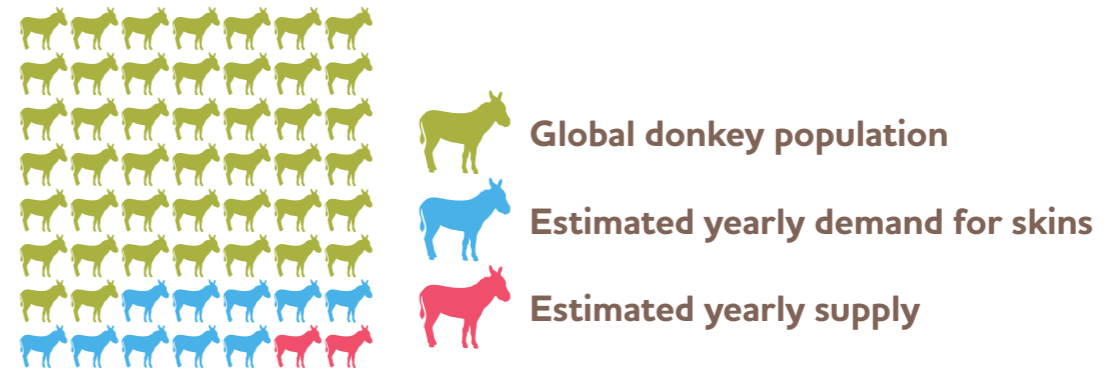 Global donkey population
Estimated yearly demand for skins
Estimated yearly supply